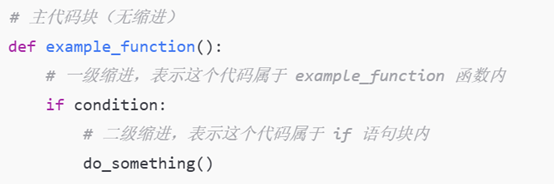 # 主代码块（无缩进）
def example_function():
    # 一级缩进，表示这个代码属于 example_function 函数内
    if condition:
        # 二级缩进，表示这个代码属于 if 语句块内
        do_something()